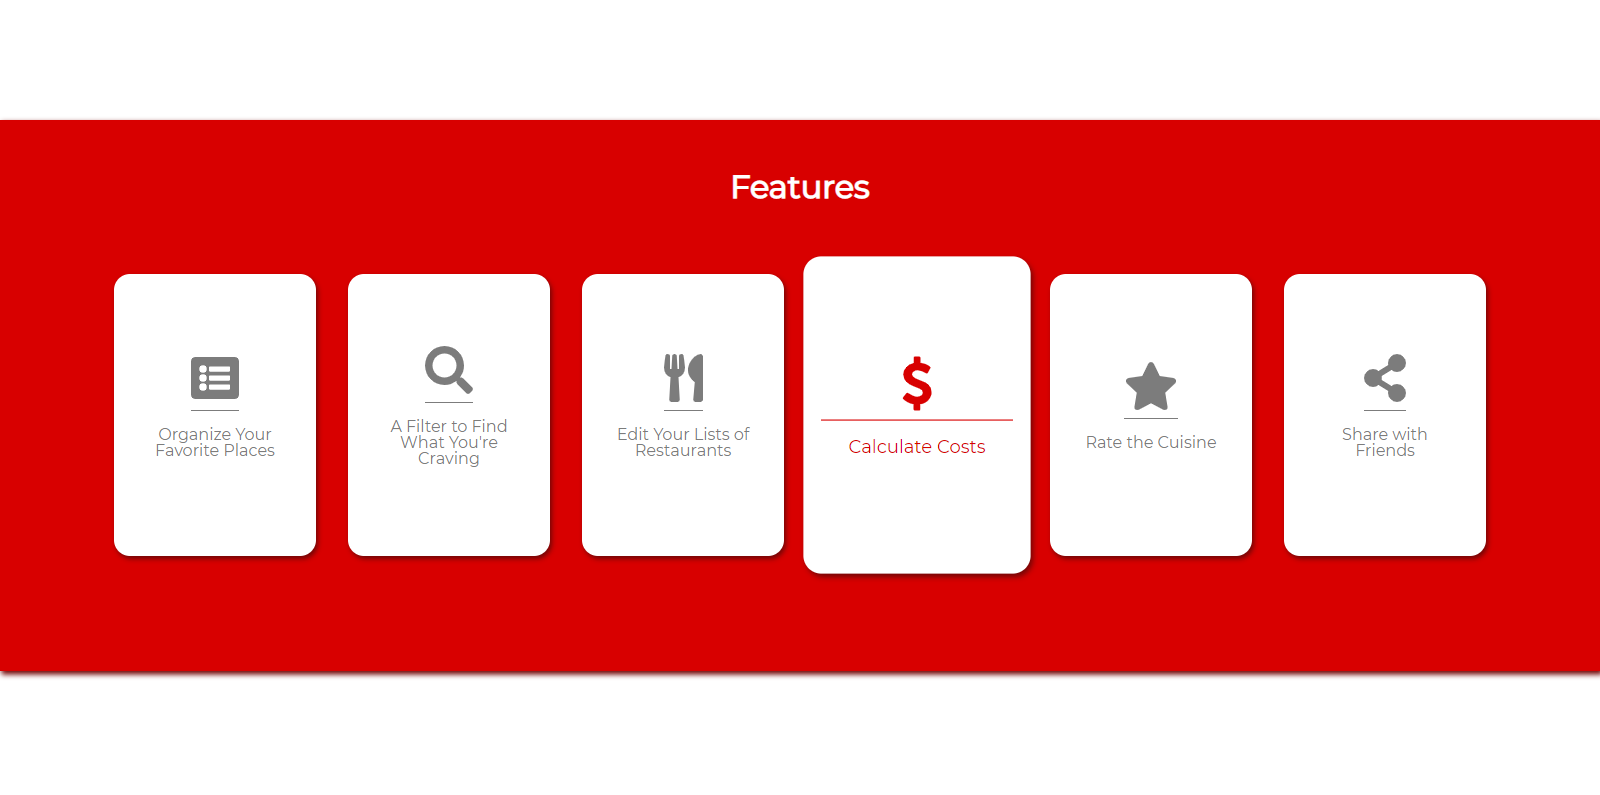 Features
Organize Your
Favorite Places
A Filter to Find
What You're
Craving
Edit Your Lists of
Restaurants
Calculate Costs
Rate the Cuisine
Share with
Friends